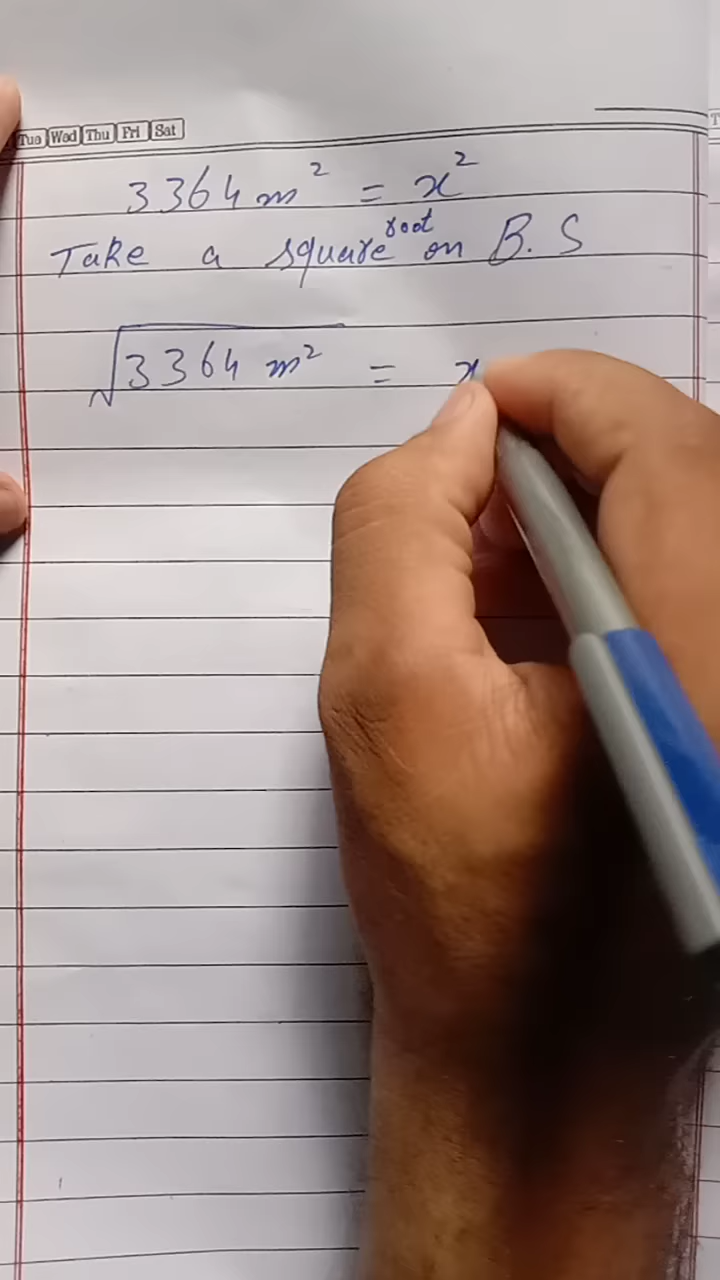 Tue Wed Thu Fri Sat
3364 m² = x²
Take a square root on B.S
√3364 m² = x